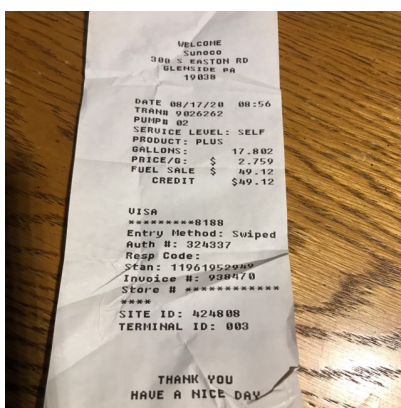 WELCOME
Sunoco
300 S EASTON RD
GLENSIDE PA
19038
DATE 08/17/20 08:56
TRAN# 9026262
PUMP# 02
SERVICE LEVEL: SELF
PRODUCT: PLUS
GALLONS: 17.802
PRICE/G: $ 2.759
FUEL SALE $ 49.12
CREDIT $49.12
VISA
*********8188
Entry Method: Swiped
Auth #: 324337
Resp Code:
Stan: 11961952949
Invoice #: 938470
Store # ************
****
SITE ID: 424808
TERMINAL ID: 003
THANK YOU
HAVE A NICE DAY